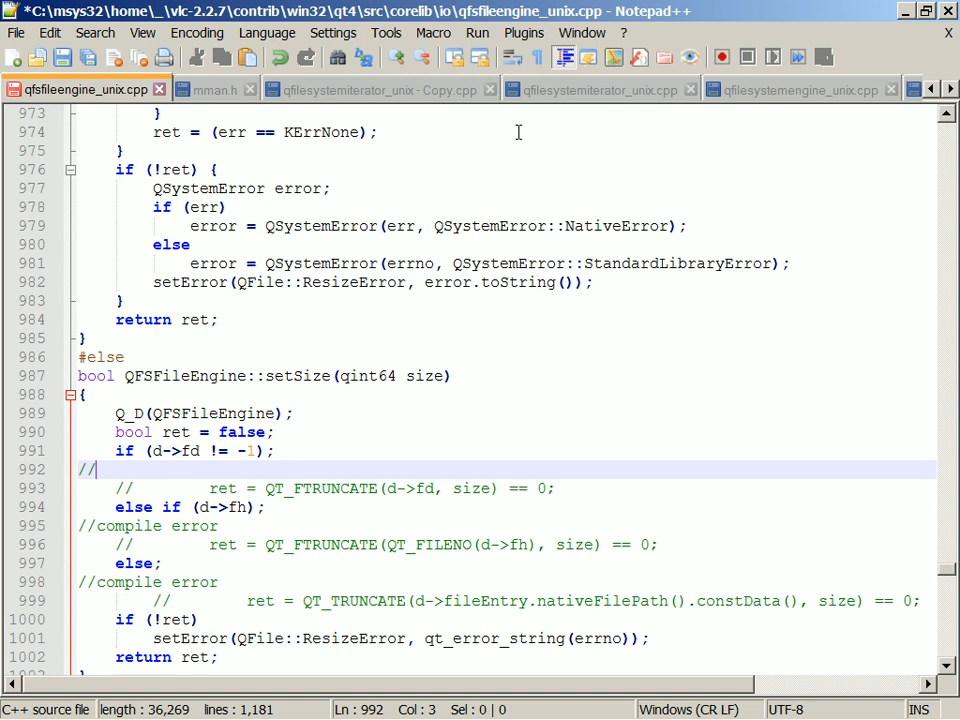 *C:\msys32\home\_\vlc-2.2.7\contrib\win32\qt4\src\corelib\io\qfsfileengine_unix.cpp - Notepad++
File Edit Search View Encoding Language Settings Tools Macro Run Plugins Window ? X
qfsfileengine_unix.cpp mman.h qfilesystemiterator_unix - Copy.cpp qfilesystemiterator_unix.cpp qfilesystemengine_unix.cpp
973 }
974 ret = (err == KErrNone);
975 }
976 if (!ret) {
977 QSystemError error;
978 if (err)
979 error = QSystemError(err, QSystemError::NativeError);
980 else
981 error = QSystemError(errno, QSystemError::StandardLibraryError);
982 setError(QFile::ResizeError, error.toString());
983 }
984 return ret;
985 }
986 #else
987 bool QFSFileEngine::setSize(qint64 size)
988 {
989 Q_D(QFSFileEngine);
990 bool ret = false;
991 if (d->fd != -1);
992 //
993 // ret = QT_FTRUNCATE(d->fd, size) == 0;
994 else if (d->fh);
995 //compile error
996 // ret = QT_FTRUNCATE(QT_FILENO(d->fh), size) == 0;
997 else;
998 //compile error
999 // ret = QT_TRUNCATE(d->fileEntry.nativeFilePath().constData(), size) == 0;
1000 if (!ret)
1001 setError(QFile::ResizeError, qt_error_string(errno));
1002 return ret;
C++ source file length : 36,269 lines : 1,181 Ln : 992 Col : 3 Sel : 0 | 0 Windows (CR LF) UTF-8 INS